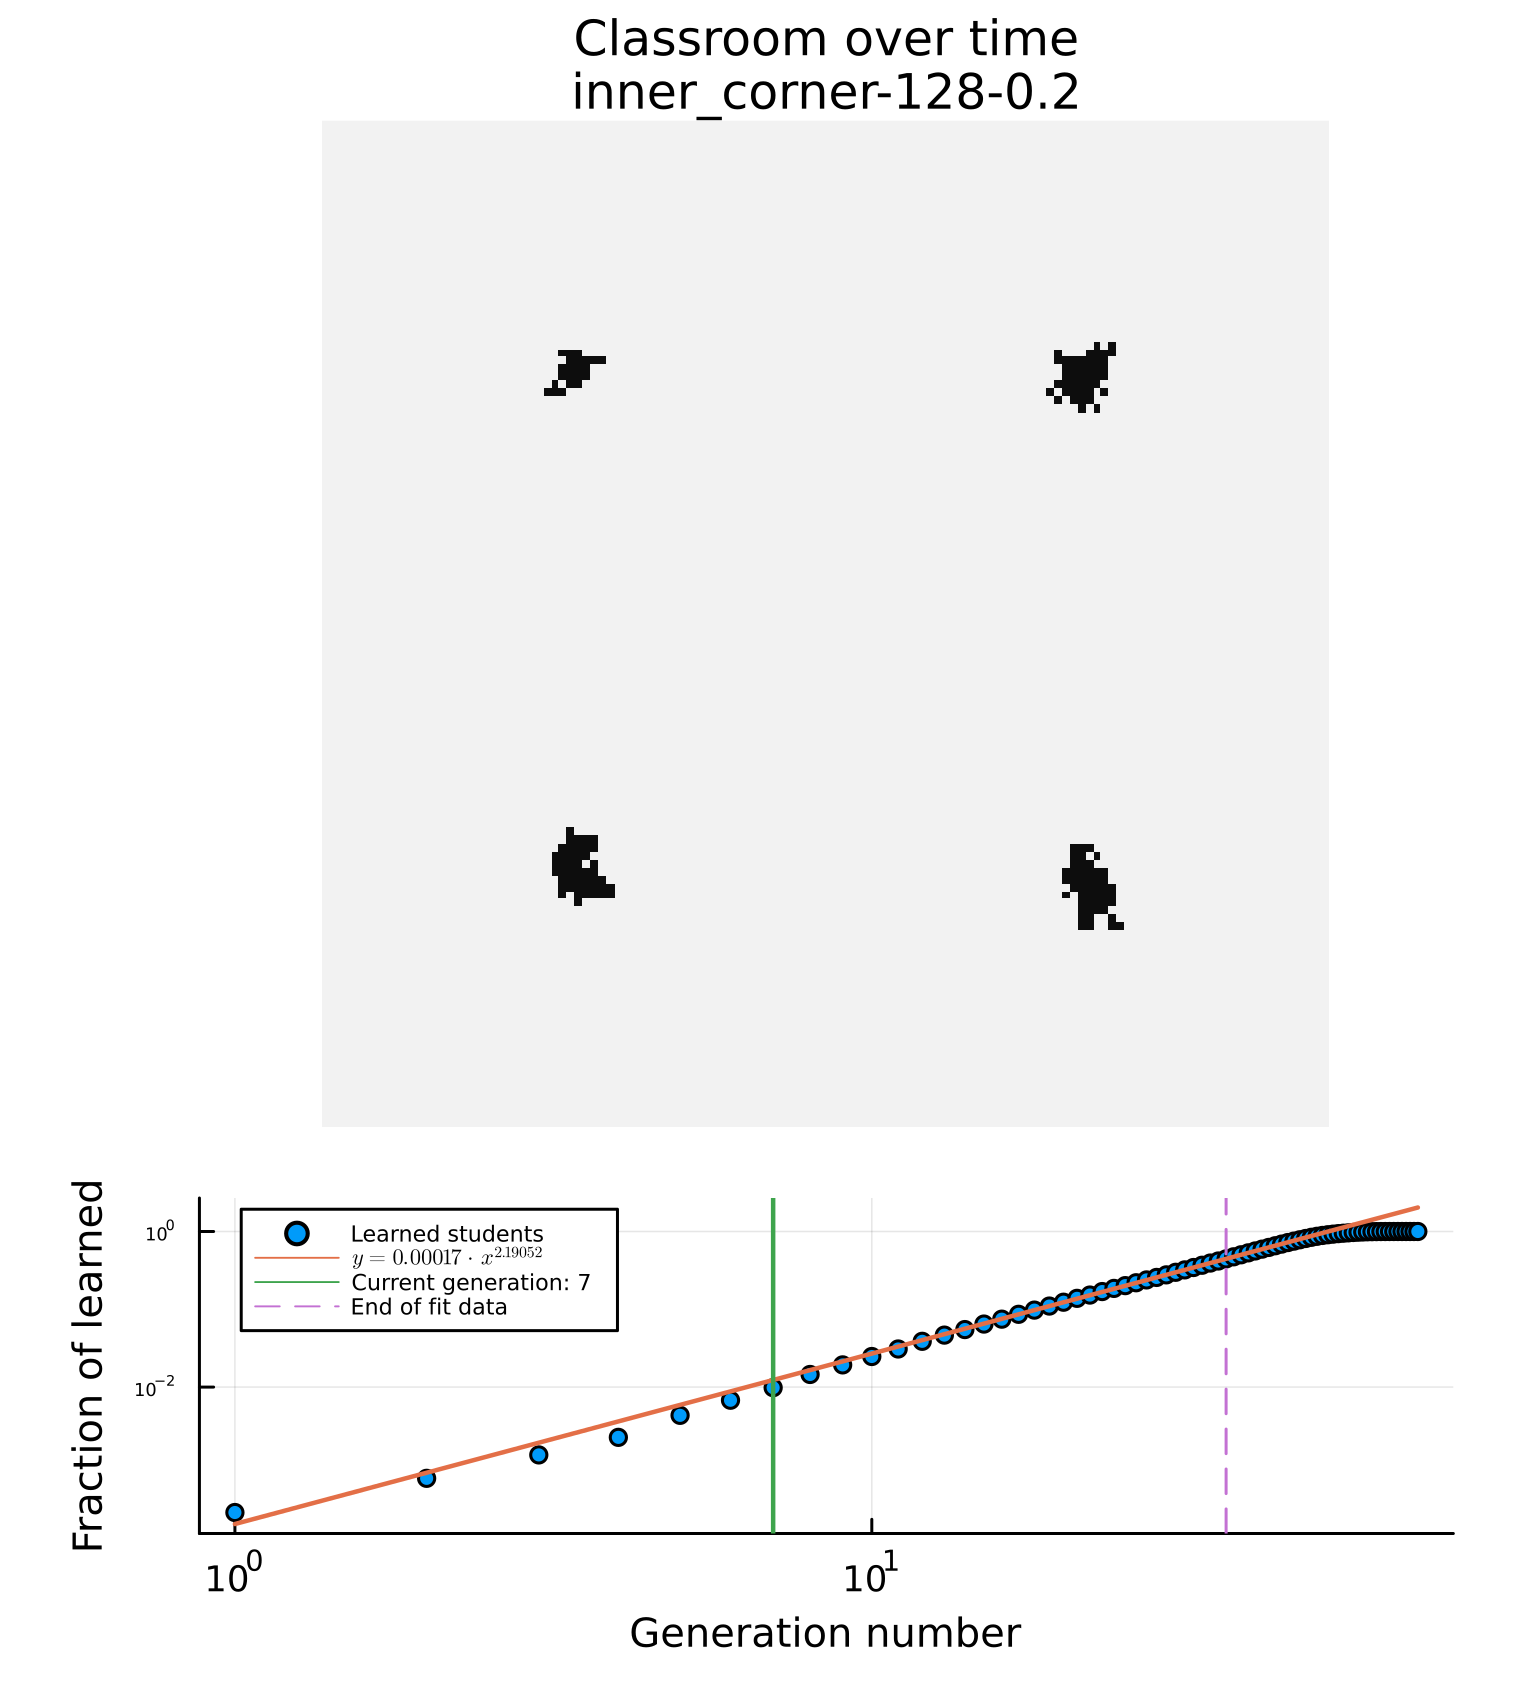 Classroom over time
inner_corner-128-0.2
Fraction of learned
10^0
10^-2
Learned students
y = 0.00017 · x^2.19052
Current generation: 7
End of fit data
10^0
10^1
Generation number